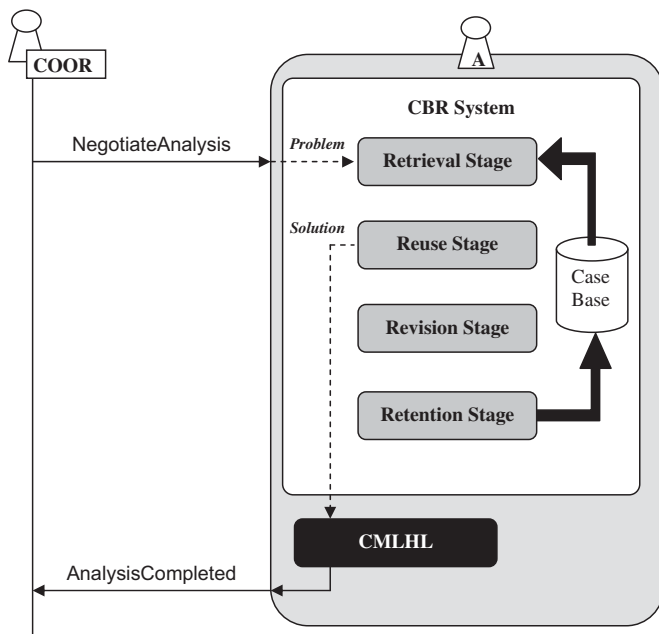 COOR
A
CBR System
NegotiateAnalysis
Problem
Retrieval Stage
Solution
Reuse Stage
Case
Base
Revision Stage
Retention Stage
CMLHL
AnalysisCompleted